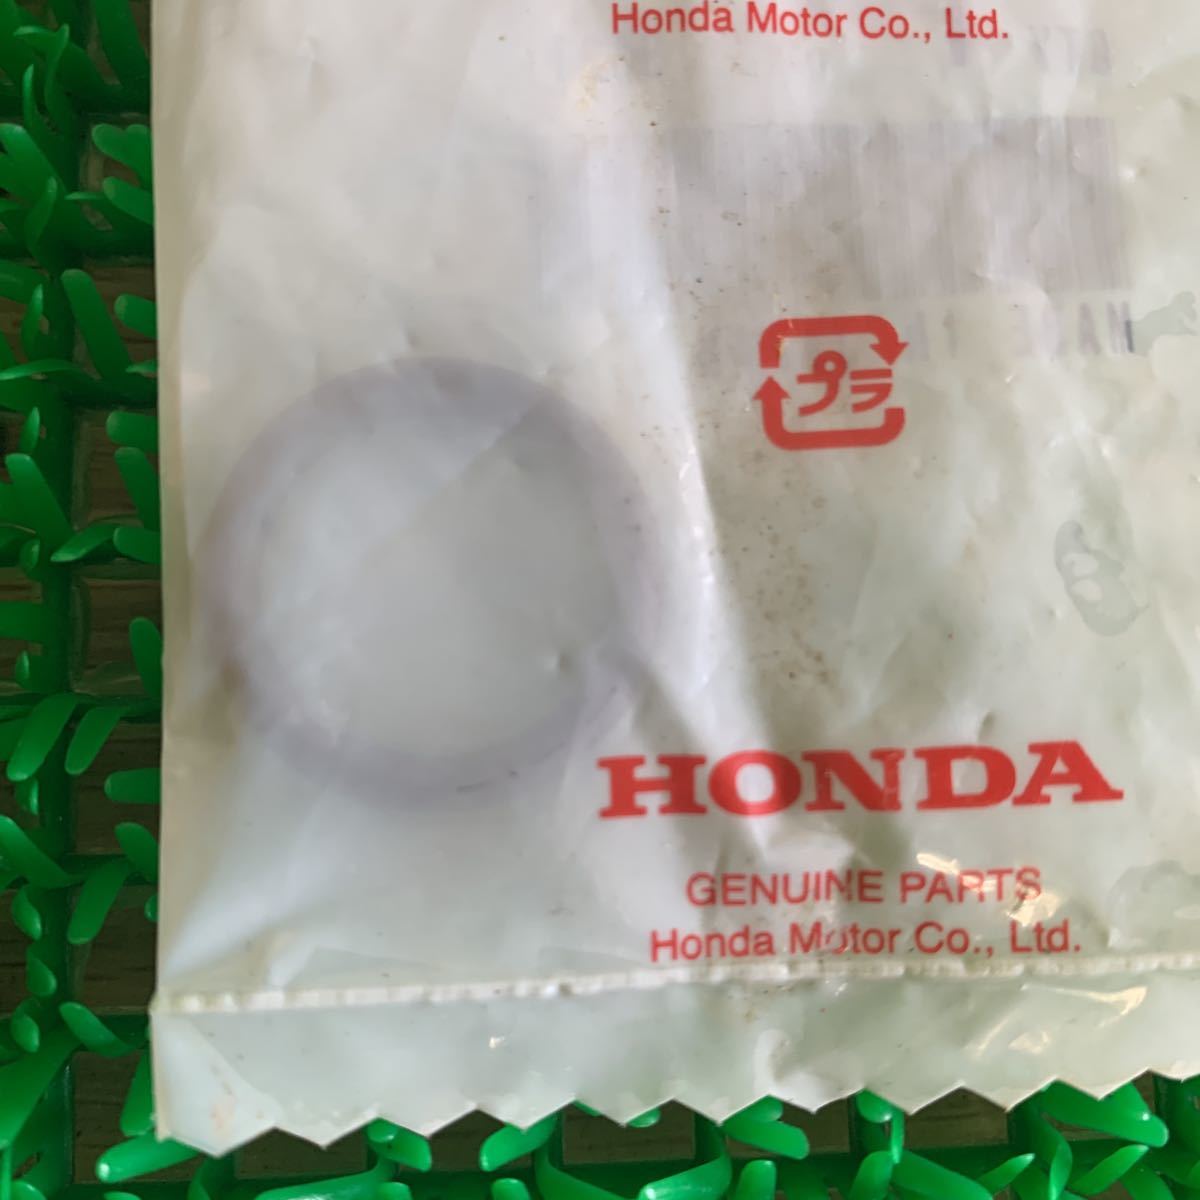 Honda Motor Co., Ltd.
プラ
HONDA
GENUINE PARTS
Honda Motor Co., Ltd.